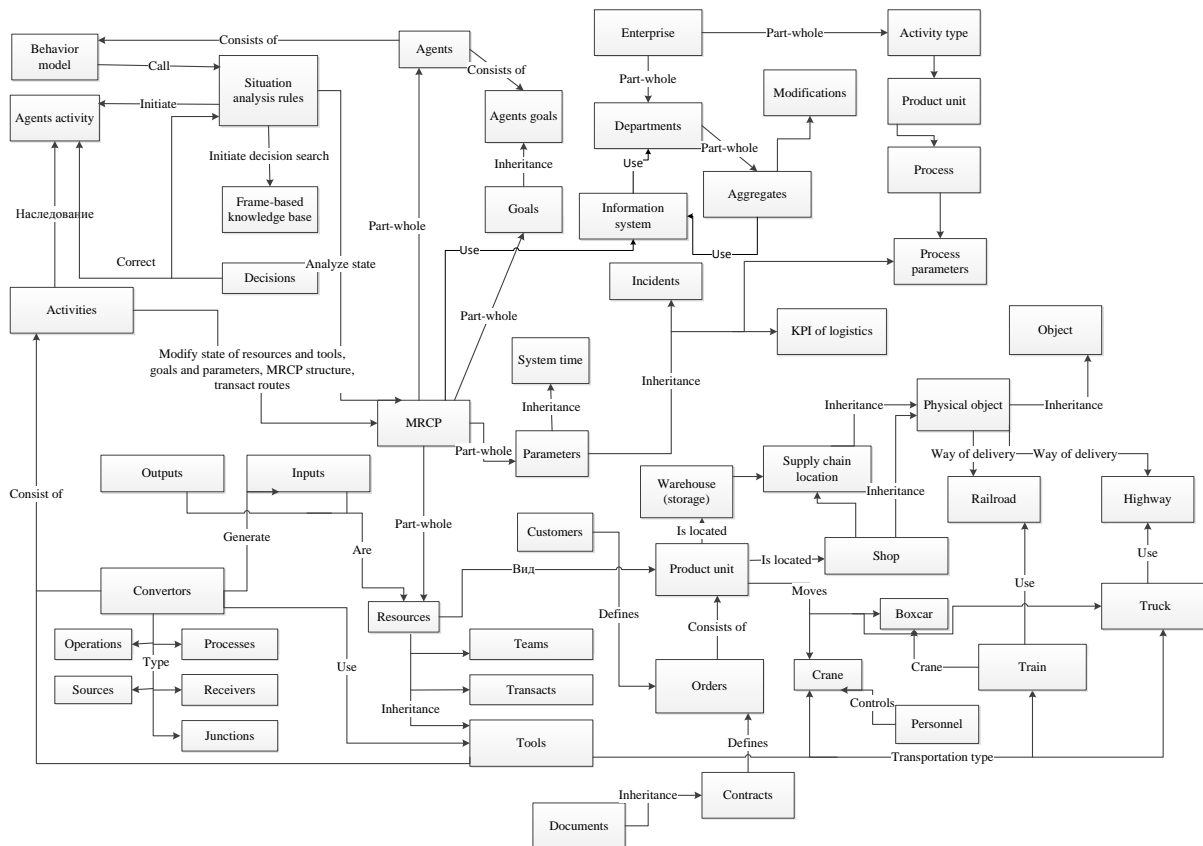 Enterprise
Part-whole
Activity type
Consists of
Agents
Behavior
model
Call
Situation
analysis rules
Consists of
Part-whole
Modifications
Product unit
Initiate
Agents activity
Agents goals
Departments
Part-whole
Initiate decision search
Inheritance
Use
Process
Aggregates
Frame-based
knowledge base
Goals
Information
system
Наследование
Part-whole
Use
Use
Correct
Analyze state
Process
parameters
Decisions
Incidents
Activities
Part-whole
KPI of logistics
Object
Modify state of resources and tools,
goals and parameters, MRCP structure,
transact routes
System time
Inheritance
Physical object
Inheritance
Inheritance
Inheritance
MRCP
Part-whole
Parameters
Way of delivery
Way of delivery
Outputs
Inputs
Warehouse
(storage)
Supply chain
location
Inheritance
Railroad
Highway
Consist of
Part-whole
Generate
Customers
Is located
Are
Shop
Use
Convertors
Вид
Product unit
Is located
Use
Moves
Resources
Defines
Boxcar
Truck
Operations
Processes
Consists of
Teams
Type
Use
Crane
Train
Crane
Sources
Receivers
Transacts
Orders
Controls
Inheritance
Personnel
Junctions
Tools
Defines
Transportation type
Inheritance
Contracts
Documents